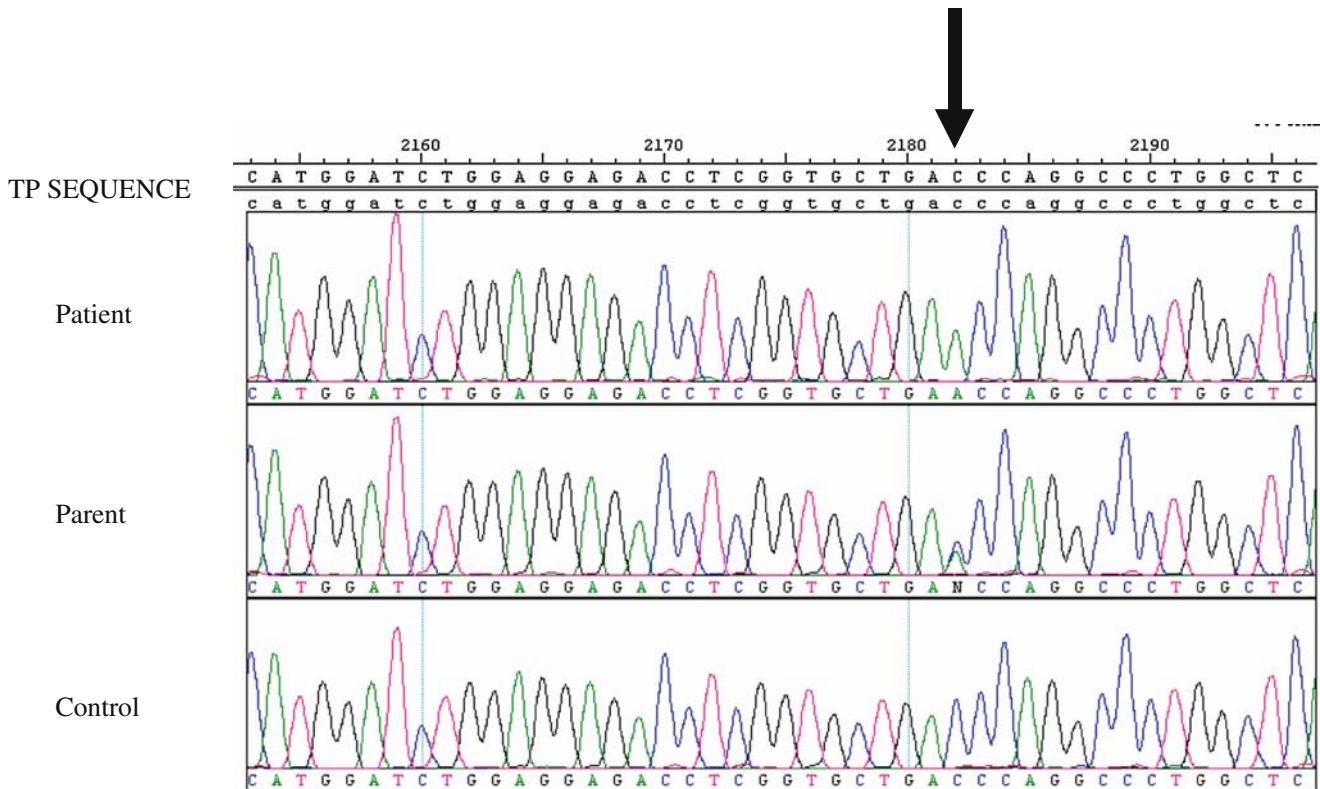 2160 2170 2180 2190
TP SEQUENCE
C A T G G A T C T G G A G G A G A C C T C G G T G C T G A C C C A G G C C C T G G C T C
c a t g g a t c t g g a g g a g a c c t c g g t g c t g a c c c a g g c c c t g g c t c
Patient
C A T G G A T C T G G A G G A G A C C T C G G T G C T G A A C C A G G C C C T G G C T C
Parent
C A T G G A T C T G G A G G A G A C C T C G G T G C T G A N C C A G G C C C T G G C T C
Control
C A T G G A T C T G G A G G A G A C C T C G G T G C T G A C C C A G G C C C T G G C T C